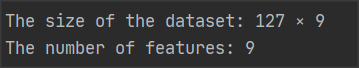 The size of the dataset: 127 × 9
The number of features: 9